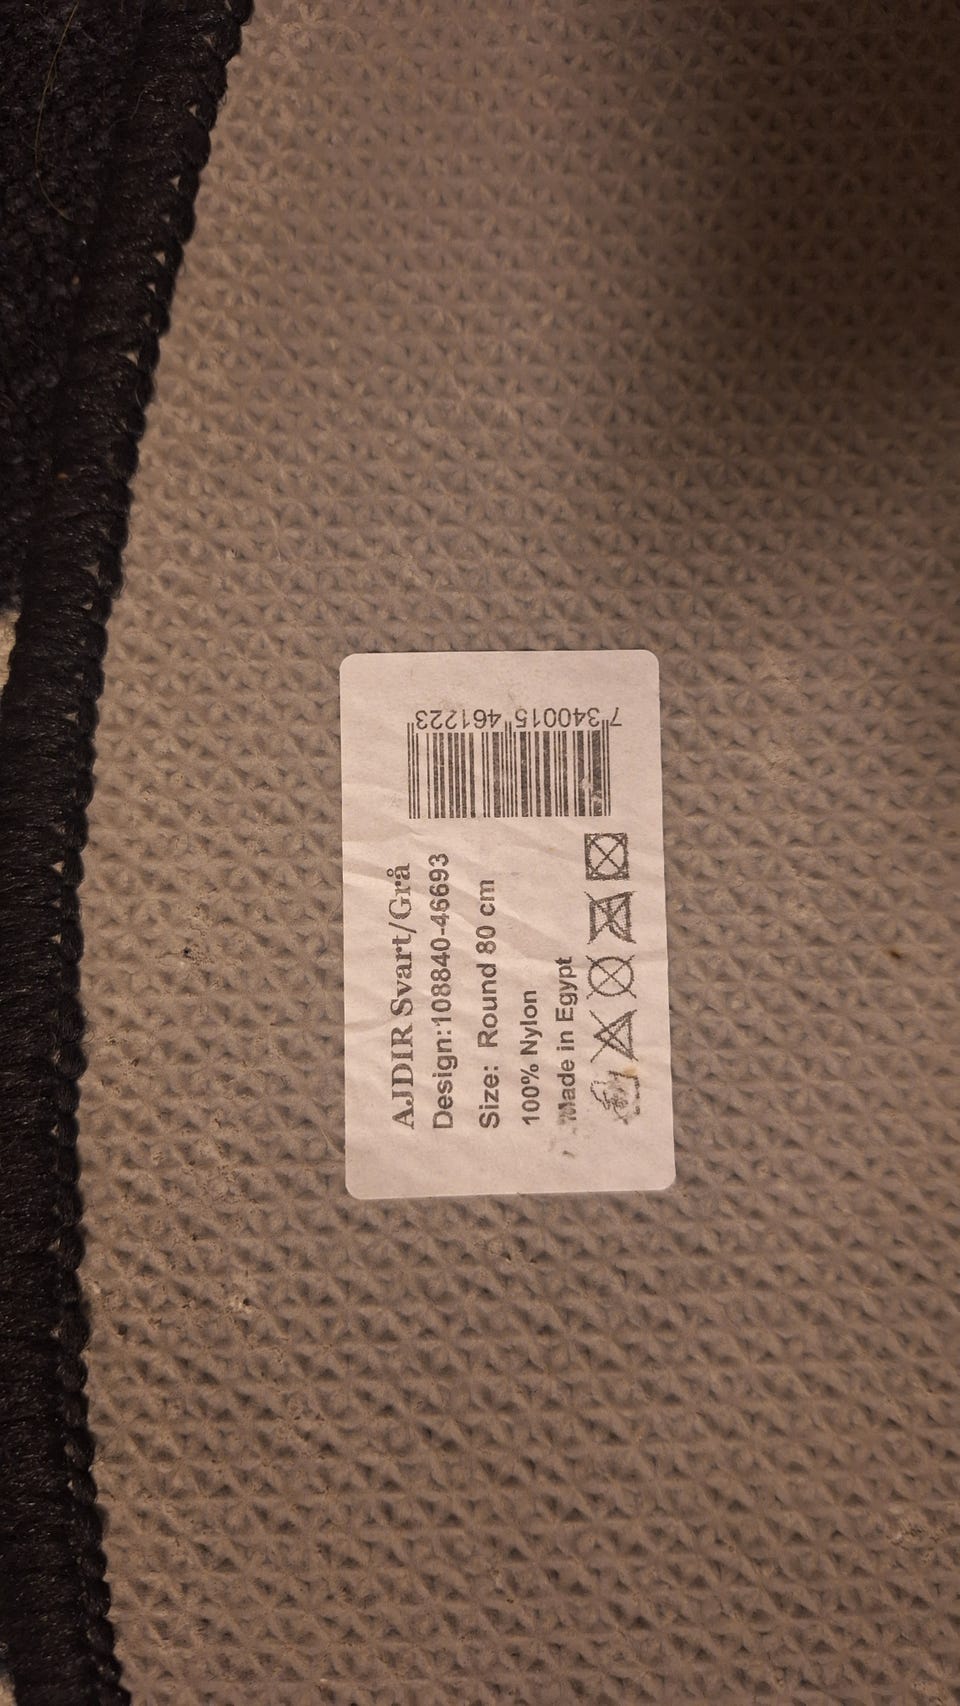 AJDIR Svart/Grå
Design:108840-46693
Size: Round 80 cm
100% Nylon
Made in Egypt
7 340015 461223